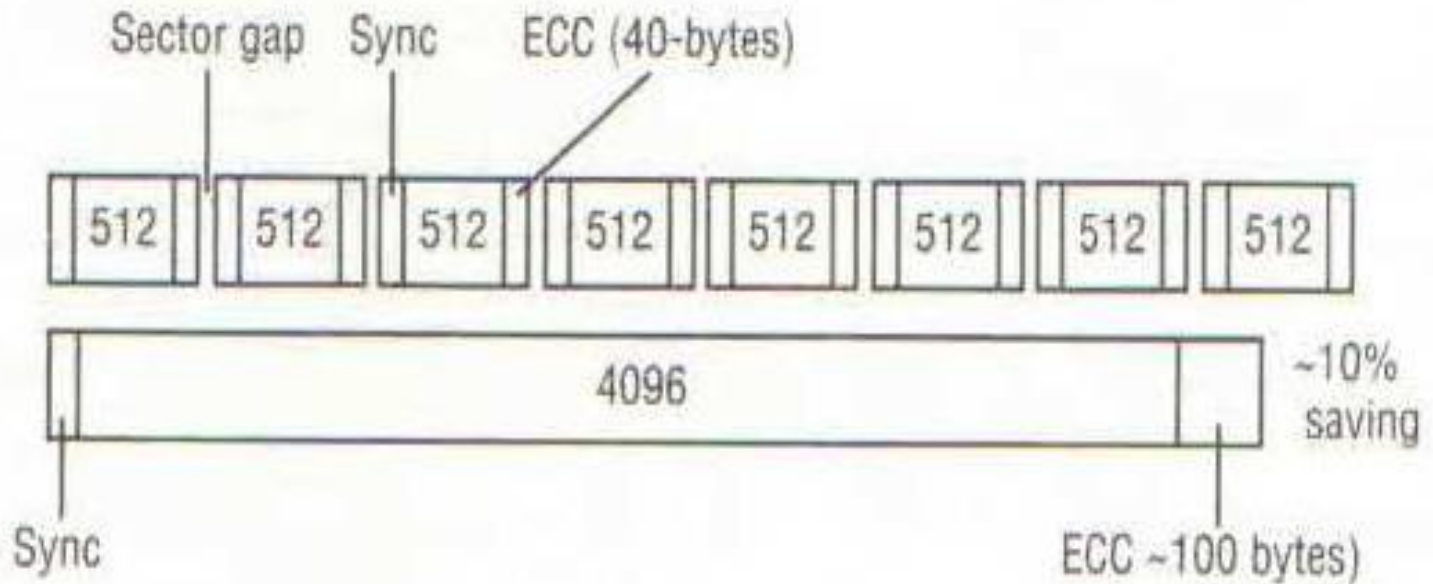 Sector gap Sync ECC (40-bytes)
512 512 512 512 512 512 512 512
4096
~10%
saving
Sync
ECC ~100 bytes)